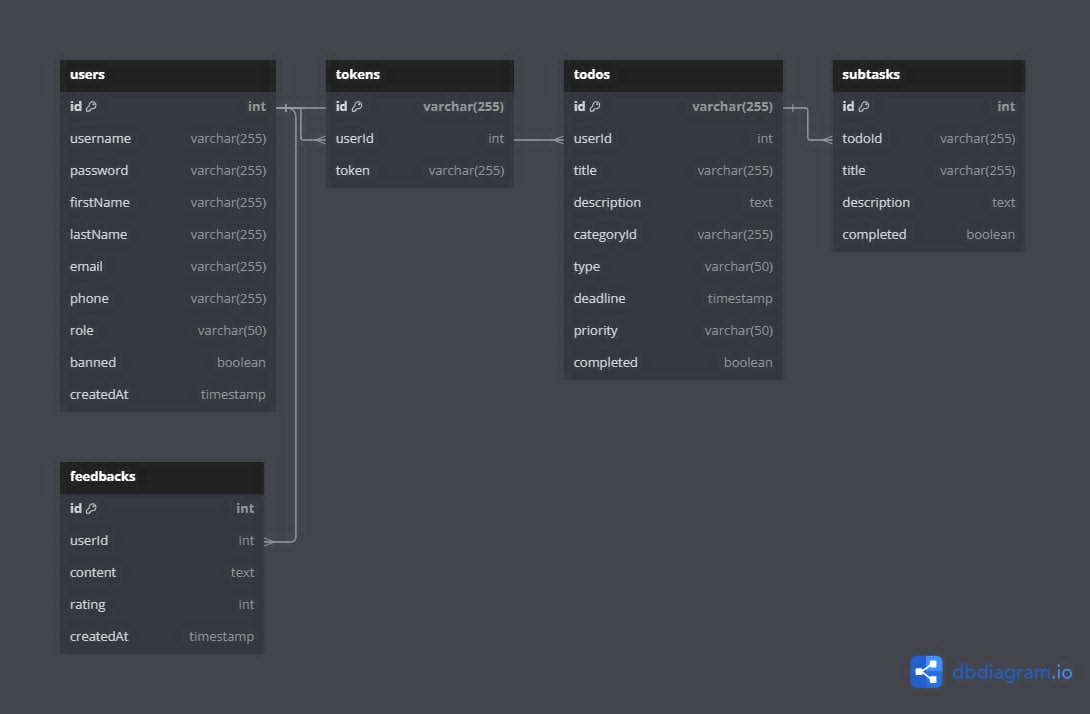 users
id int
username varchar(255)
password varchar(255)
firstName varchar(255)
lastName varchar(255)
email varchar(255)
phone varchar(255)
role varchar(50)
banned boolean
createdAt timestamp
tokens
id varchar(255)
userId int
token varchar(255)
todos
id varchar(255)
userId int
title varchar(255)
description text
categoryId varchar(255)
type varchar(50)
deadline timestamp
priority varchar(50)
completed boolean
subtasks
id int
todoId varchar(255)
title varchar(255)
description text
completed boolean
feedbacks
id int
userId int
content text
rating int
createdAt timestamp
dbdiagram.io